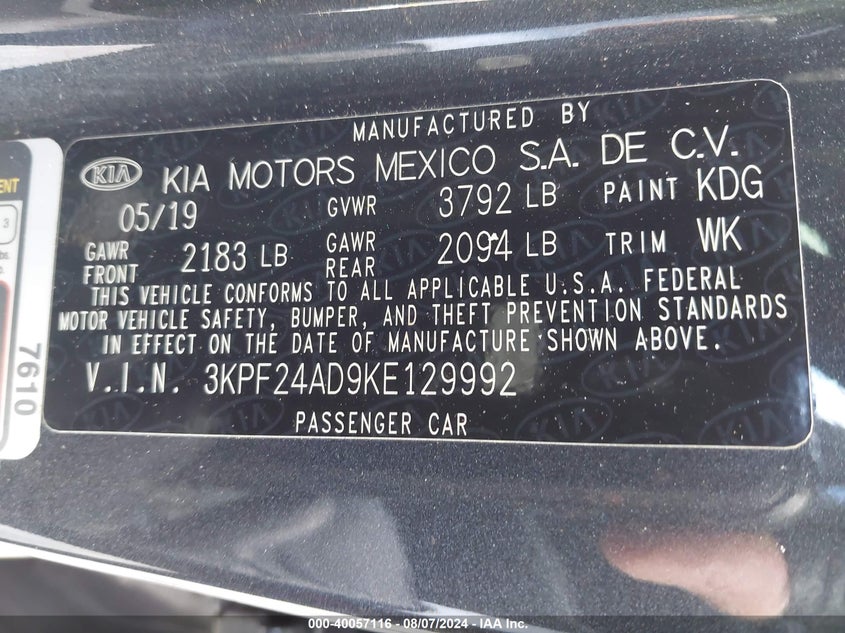 MANUFACTURED BY
KIA KIA MOTORS MEXICO S.A. DE C.V.
05/19 GVWR 3792 LB PAINT KDG
GAWR FRONT 2183 LB GAWR REAR 2094 LB TRIM WK
THIS VEHICLE CONFORMS TO ALL APPLICABLE U.S.A. FEDERAL
MOTOR VEHICLE SAFETY, BUMPER, AND THEFT PREVENTION STANDARDS
IN EFFECT ON THE DATE OF MANUFACTURE SHOWN ABOVE.
V.I.N. 3KPF24AD9KE129992
PASSENGER CAR
7610
3
000-40057116 - 08/07/2024 - IAA Inc.